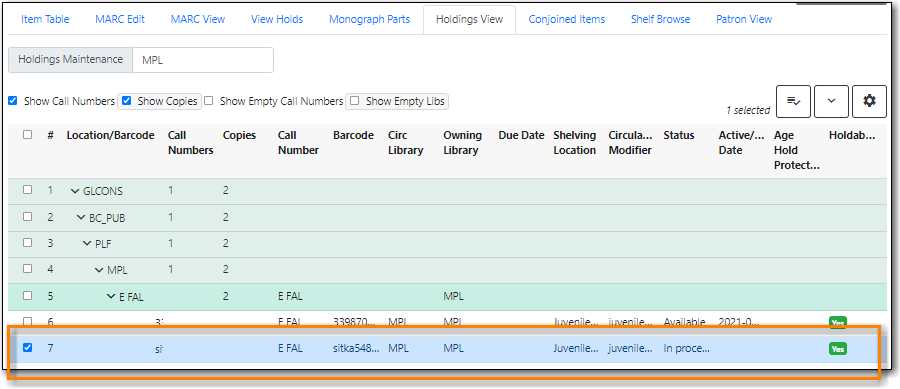 Item Table MARC Edit MARC View View Holds Monograph Parts Holdings View Conjoined Items Shelf Browse Patron View
Holdings Maintenance MPL
Show Call Numbers Show Copies Show Empty Call Numbers Show Empty Libs
1 selected
# Location/Barcode Call Numbers Copies Call Number Barcode Circ Library Owning Library Due Date Shelving Location Circula... Modifier Status Active/... Date Age Hold Protect... Holdab...
1 GLCONS 1 2
2 BC_PUB 1 2
3 PLF 1 2
4 MPL 1 2
5 E FAL 2 E FAL MPL
6 E FAL 339870... MPL MPL Juvenile... juvenile... Available 2021-0... Yes
7 E FAL sitka548... MPL MPL Juvenile... juvenile... In proce... Yes